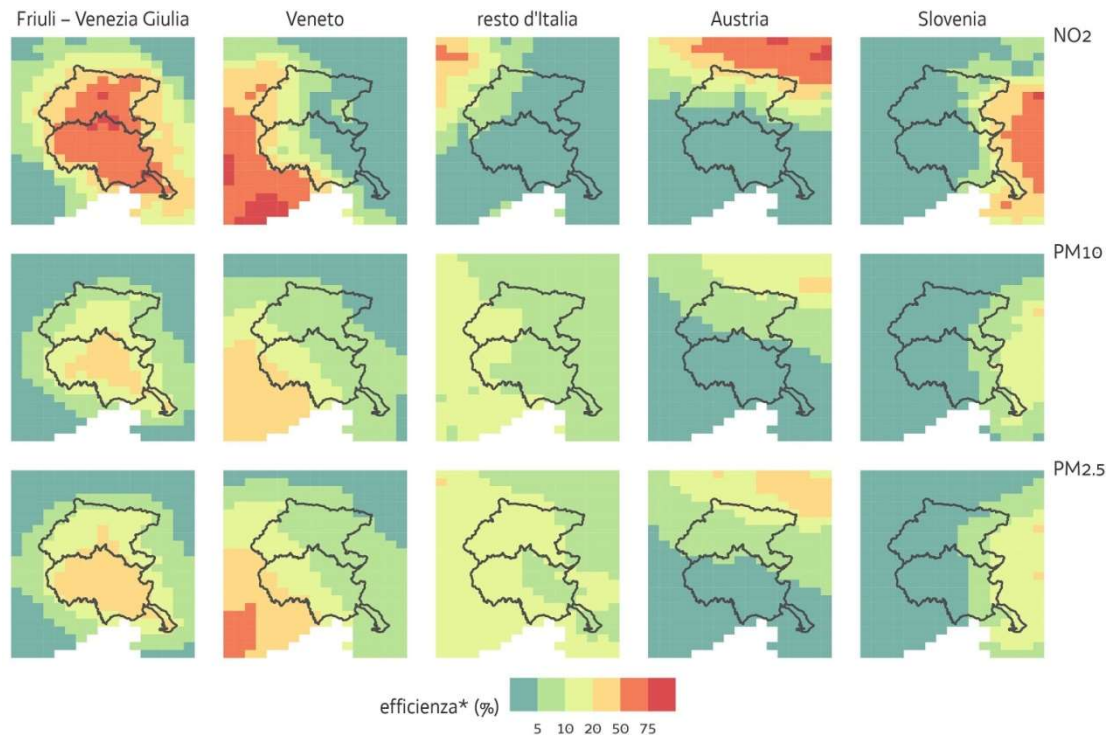 Friuli – Venezia Giulia
Veneto
resto d'Italia
Austria
Slovenia
NO2
PM10
PM2.5
efficienza* (%)
5 10 20 50 75